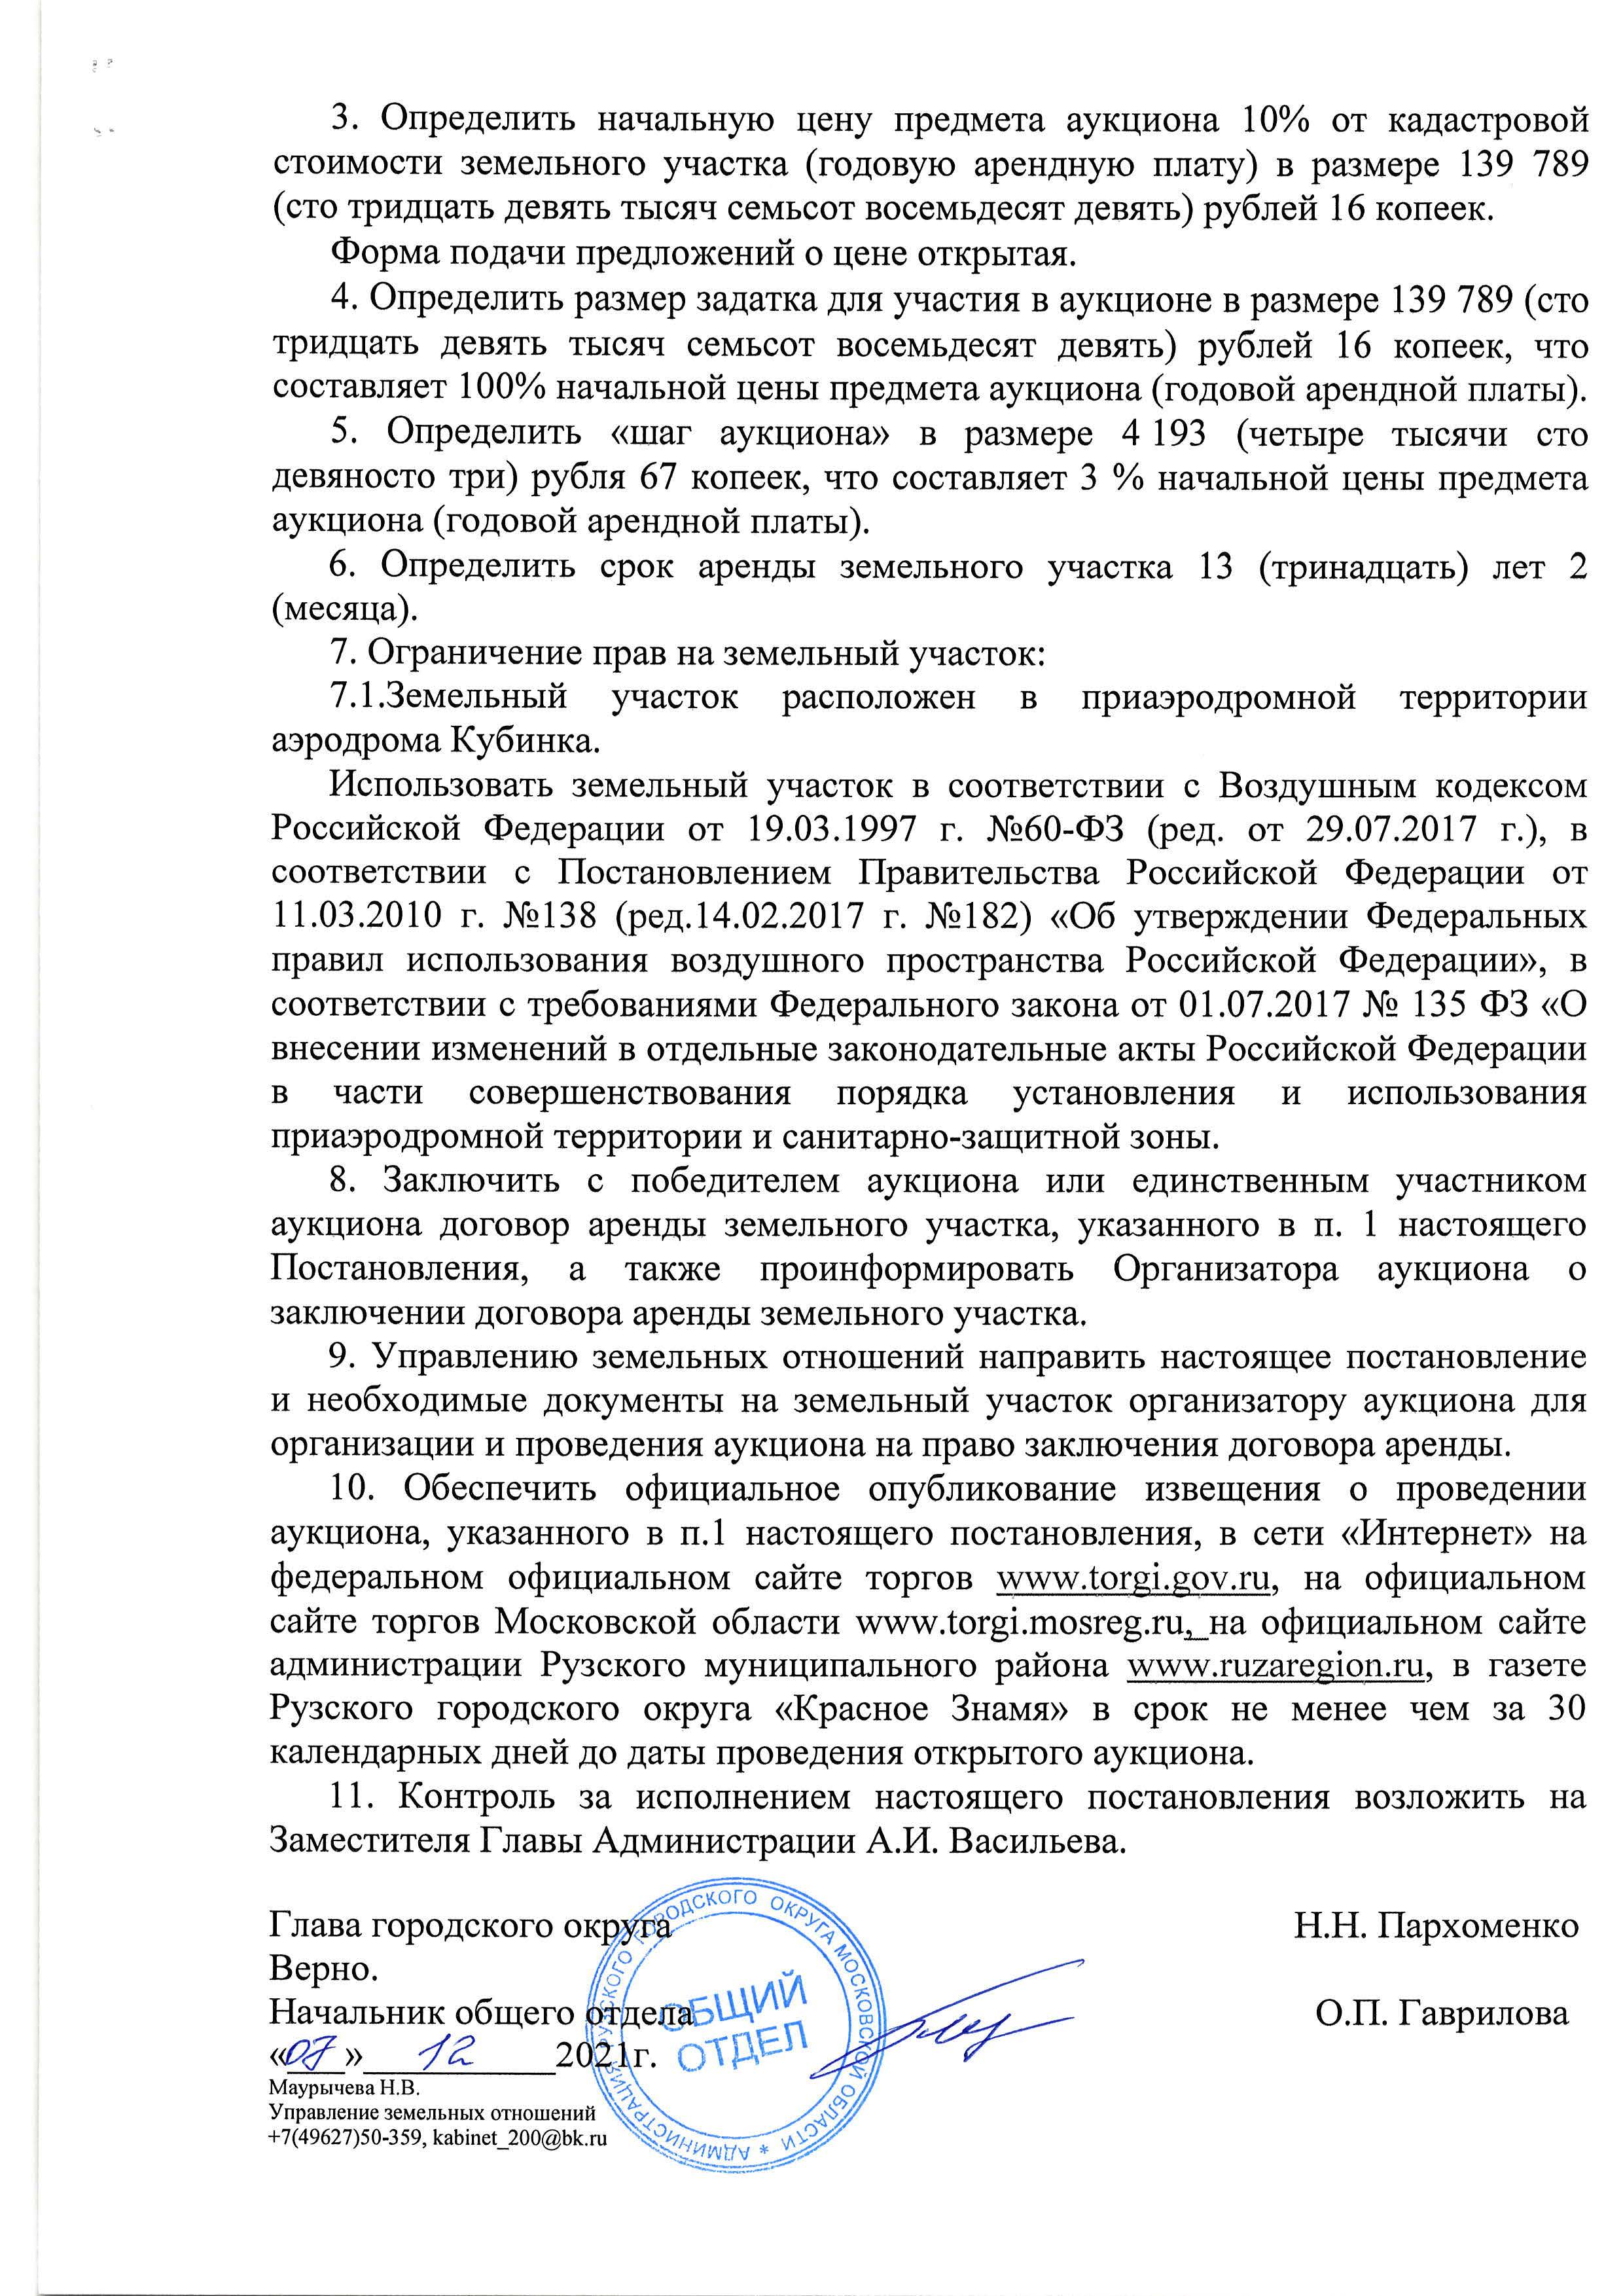 3. Определить начальную цену предмета аукциона 10% от кадастровой
стоимости земельного участка (годовую арендную плату) в размере 139 789
(сто тридцать девять тысяч семьсот восемьдесят девять) рублей 16 копеек.
Форма подачи предложений о цене открытая.
4. Определить размер задатка для участия в аукционе в размере 139 789 (сто
тридцать девять тысяч семьсот восемьдесят девять) рублей 16 копеек, что
составляет 100% начальной цены предмета аукциона (годовой арендной платы).
5. Определить «шаг аукциона» в размере 4 193 (четыре тысячи сто
девяносто три) рубля 67 копеек, что составляет 3 % начальной цены предмета
аукциона (годовой арендной платы).
6. Определить срок аренды земельного участка 13 (тринадцать) лет 2
(месяца).
7. Ограничение прав на земельный участок:
7.1.Земельный участок расположен в приаэродромной территории
аэродрома Кубинка.
Использовать земельный участок в соответствии с Воздушным кодексом
Российской Федерации от 19.03.1997 г. №60-ФЗ (ред. от 29.07.2017 г.), в
соответствии с Постановлением Правительства Российской Федерации от
11.03.2010 г. №138 (ред.14.02.2017 г. №182) «Об утверждении Федеральных
правил использования воздушного пространства Российской Федерации», в
соответствии с требованиями Федерального закона от 01.07.2017 № 135 ФЗ «О
внесении изменений в отдельные законодательные акты Российской Федерации
в части совершенствования порядка установления и использования
приаэродромной территории и санитарно-защитной зоны.
8. Заключить с победителем аукциона или единственным участником
аукциона договор аренды земельного участка, указанного в п. 1 настоящего
Постановления, а также проинформировать Организатора аукциона о
заключении договора аренды земельного участка.
9. Управлению земельных отношений направить настоящее постановление
и необходимые документы на земельный участок организатору аукциона для
организации и проведения аукциона на право заключения договора аренды.
10. Обеспечить официальное опубликование извещения о проведении
аукциона, указанного в п.1 настоящего постановления, в сети «Интернет» на
федеральном официальном сайте торгов www.torgi.gov.ru, на официальном
сайте торгов Московской области www.torgi.mosreg.ru, на официальном сайте
администрации Рузского муниципального района www.ruzaregion.ru, в газете
Рузского городского округа «Красное Знамя» в срок не менее чем за 30
календарных дней до даты проведения открытого аукциона.
11. Контроль за исполнением настоящего постановления возложить на
Заместителя Главы Администрации А.И. Васильева.
Глава городского округа Н.Н. Пархоменко
Верно.
Начальник общего отдела О.П. Гаврилова
«07» 12 2021г.
Маурычева Н.В.
Управление земельных отношений
+7(49627)50-359, kabinet_200@bk.ru
АДМИНИСТРАЦИЯ РУЗСКОГО ГОРОДСКОГО ОКРУГА МОСКОВСКОЙ ОБЛАСТИ *
ОБЩИЙ
ОТДЕЛ